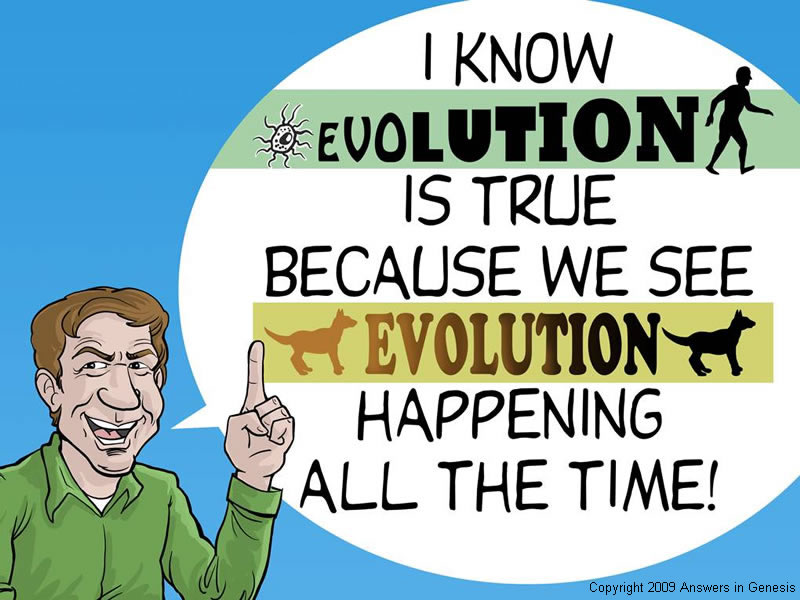 I KNOW
EVOLUTION
IS TRUE
BECAUSE WE SEE
EVOLUTION
HAPPENING
ALL THE TIME!
Copyright 2009 Answers in Genesis